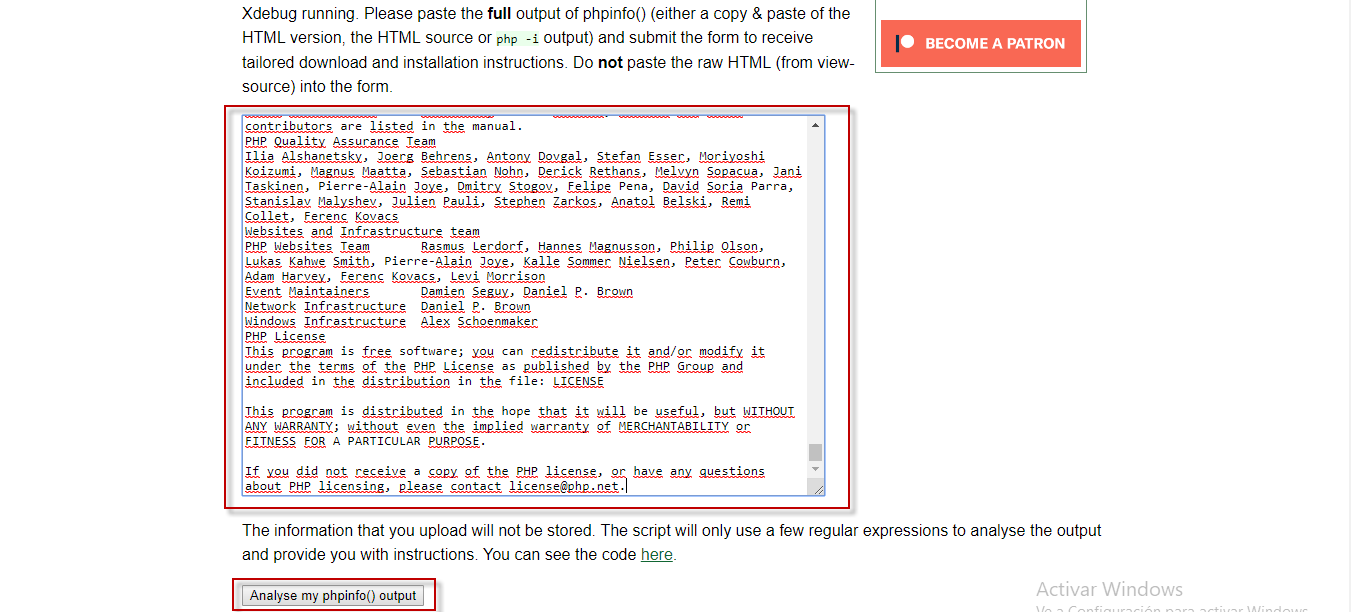 Xdebug running. Please paste the full output of phpinfo() (either a copy & paste of the
HTML version, the HTML source or php -i output) and submit the form to receive
tailored download and installation instructions. Do not paste the raw HTML (from view-
source) into the form.
BECOME A PATRON
contributors are listed in the manual.
PHP Quality Assurance Team
Ilia Alshanetsky, Joerg Behrens, Antony Dovgal, Stefan Esser, Moriyoshi
Koizumi, Magnus Maatta, Sebastian Nohn, Derick Rethans, Melvyn Sopacua, Jani
Taskinen, Pierre-Alain Joye, Dmitry Stogov, Felipe Pena, David Soria Parra,
Stanislav Malyshev, Julien Pauli, Stephen Zarkos, Anatol Belski, Remi
Collet, Ferenc Kovacs
Websites and Infrastructure team
PHP Websites Team Rasmus Lerdorf, Hannes Magnusson, Philip Olson,
Lukas Kahwe Smith, Pierre-Alain Joye, Kalle Sommer Nielsen, Peter Cowburn,
Adam Harvey, Ferenc Kovacs, Levi Morrison
Event Maintainers Damien Seguy, Daniel P. Brown
Network Infrastructure Daniel P. Brown
Windows Infrastructure Alex Schoenmaker
PHP License
This program is free software; you can redistribute it and/or modify it
under the terms of the PHP License as published by the PHP Group and
included in the distribution in the file: LICENSE
This program is distributed in the hope that it will be useful, but WITHOUT
ANY WARRANTY; without even the implied warranty of MERCHANTABILITY or
FITNESS FOR A PARTICULAR PURPOSE.
If you did not receive a copy of the PHP license, or have any questions
about PHP licensing, please contact license@php.net.
The information that you upload will not be stored. The script will only use a few regular expressions to analyse the output
and provide you with instructions. You can see the code here.
Analyse my phpinfo() output
Activar Windows
Ve a Configuración para activar Windows